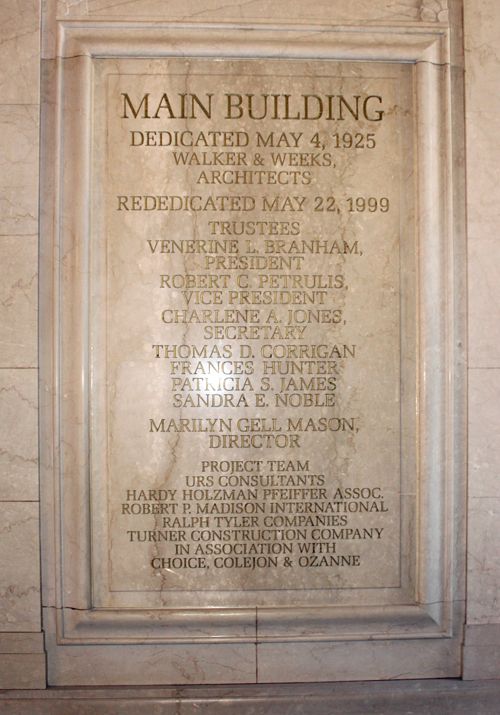 MAIN BUILDING
DEDICATED MAY 4, 1925
WALKER & WEEKS,
ARCHITECTS
REDEDICATED MAY 22, 1999
TRUSTEES
VENERINE L. BRANHAM,
PRESIDENT
ROBERT C. PETRULIS,
VICE PRESIDENT
CHARLENE A. JONES,
SECRETARY
THOMAS D. CORRIGAN
FRANCES HUNTER
PATRICIA S. JAMES
SANDRA E. NOBLE
MARILYN GELL MASON,
DIRECTOR
PROJECT TEAM
URS CONSULTANTS
HARDY HOLZMAN PFEIFFER ASSOC.
ROBERT P. MADISON INTERNATIONAL
RALPH TYLER COMPANIES
TURNER CONSTRUCTION COMPANY
IN ASSOCIATION WITH
CHOICE, COLEJON & OZANNE